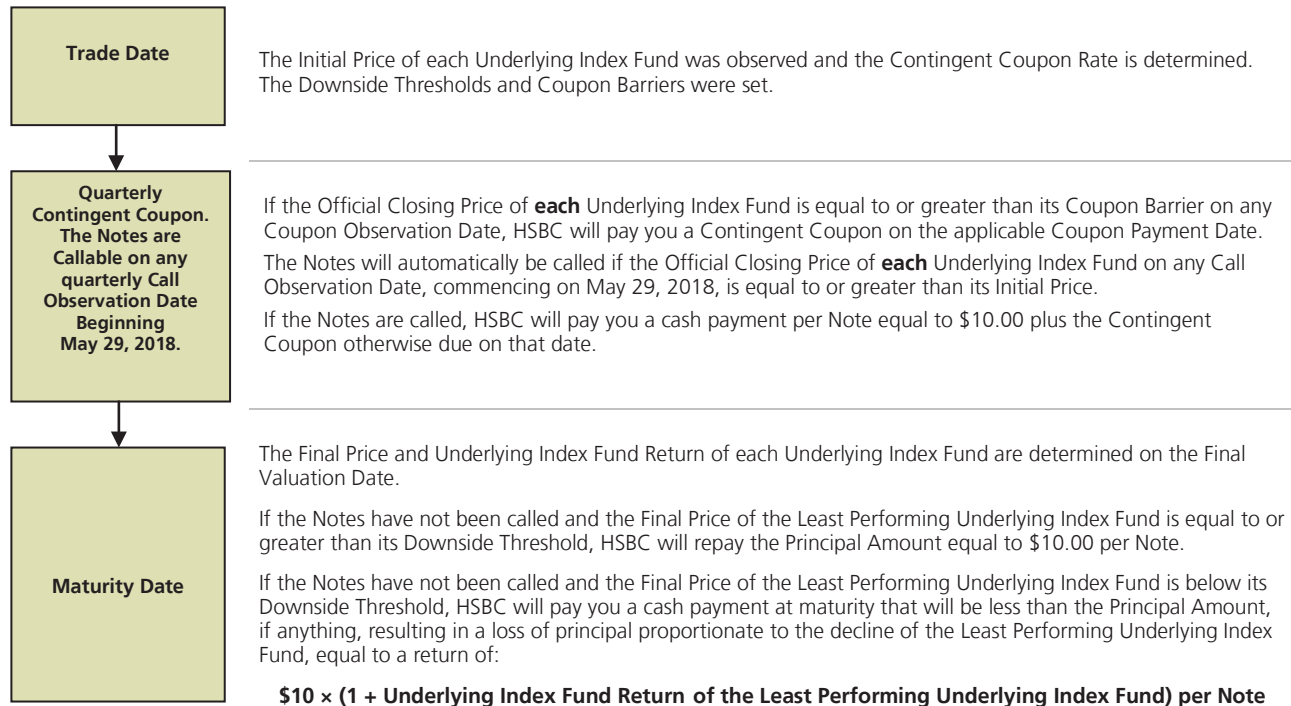 Trade Date
The Initial Price of each Underlying Index Fund was observed and the Contingent Coupon Rate is determined.
The Downside Thresholds and Coupon Barriers were set.
Quarterly
Contingent Coupon.
The Notes are
Callable on any
quarterly Call
Observation Date
Beginning
May 29, 2018.
If the Official Closing Price of each Underlying Index Fund is equal to or greater than its Coupon Barrier on any
Coupon Observation Date, HSBC will pay you a Contingent Coupon on the applicable Coupon Payment Date.
The Notes will automatically be called if the Official Closing Price of each Underlying Index Fund on any Call
Observation Date, commencing on May 29, 2018, is equal to or greater than its Initial Price.
If the Notes are called, HSBC will pay you a cash payment per Note equal to $10.00 plus the Contingent
Coupon otherwise due on that date.
Maturity Date
The Final Price and Underlying Index Fund Return of each Underlying Index Fund are determined on the Final
Valuation Date.
If the Notes have not been called and the Final Price of the Least Performing Underlying Index Fund is equal to or
greater than its Downside Threshold, HSBC will repay the Principal Amount equal to $10.00 per Note.
If the Notes have not been called and the Final Price of the Least Performing Underlying Index Fund is below its
Downside Threshold, HSBC will pay you a cash payment at maturity that will be less than the Principal Amount,
if anything, resulting in a loss of principal proportionate to the decline of the Least Performing Underlying Index
Fund, equal to a return of:
$10 × (1 + Underlying Index Fund Return of the Least Performing Underlying Index Fund) per Note